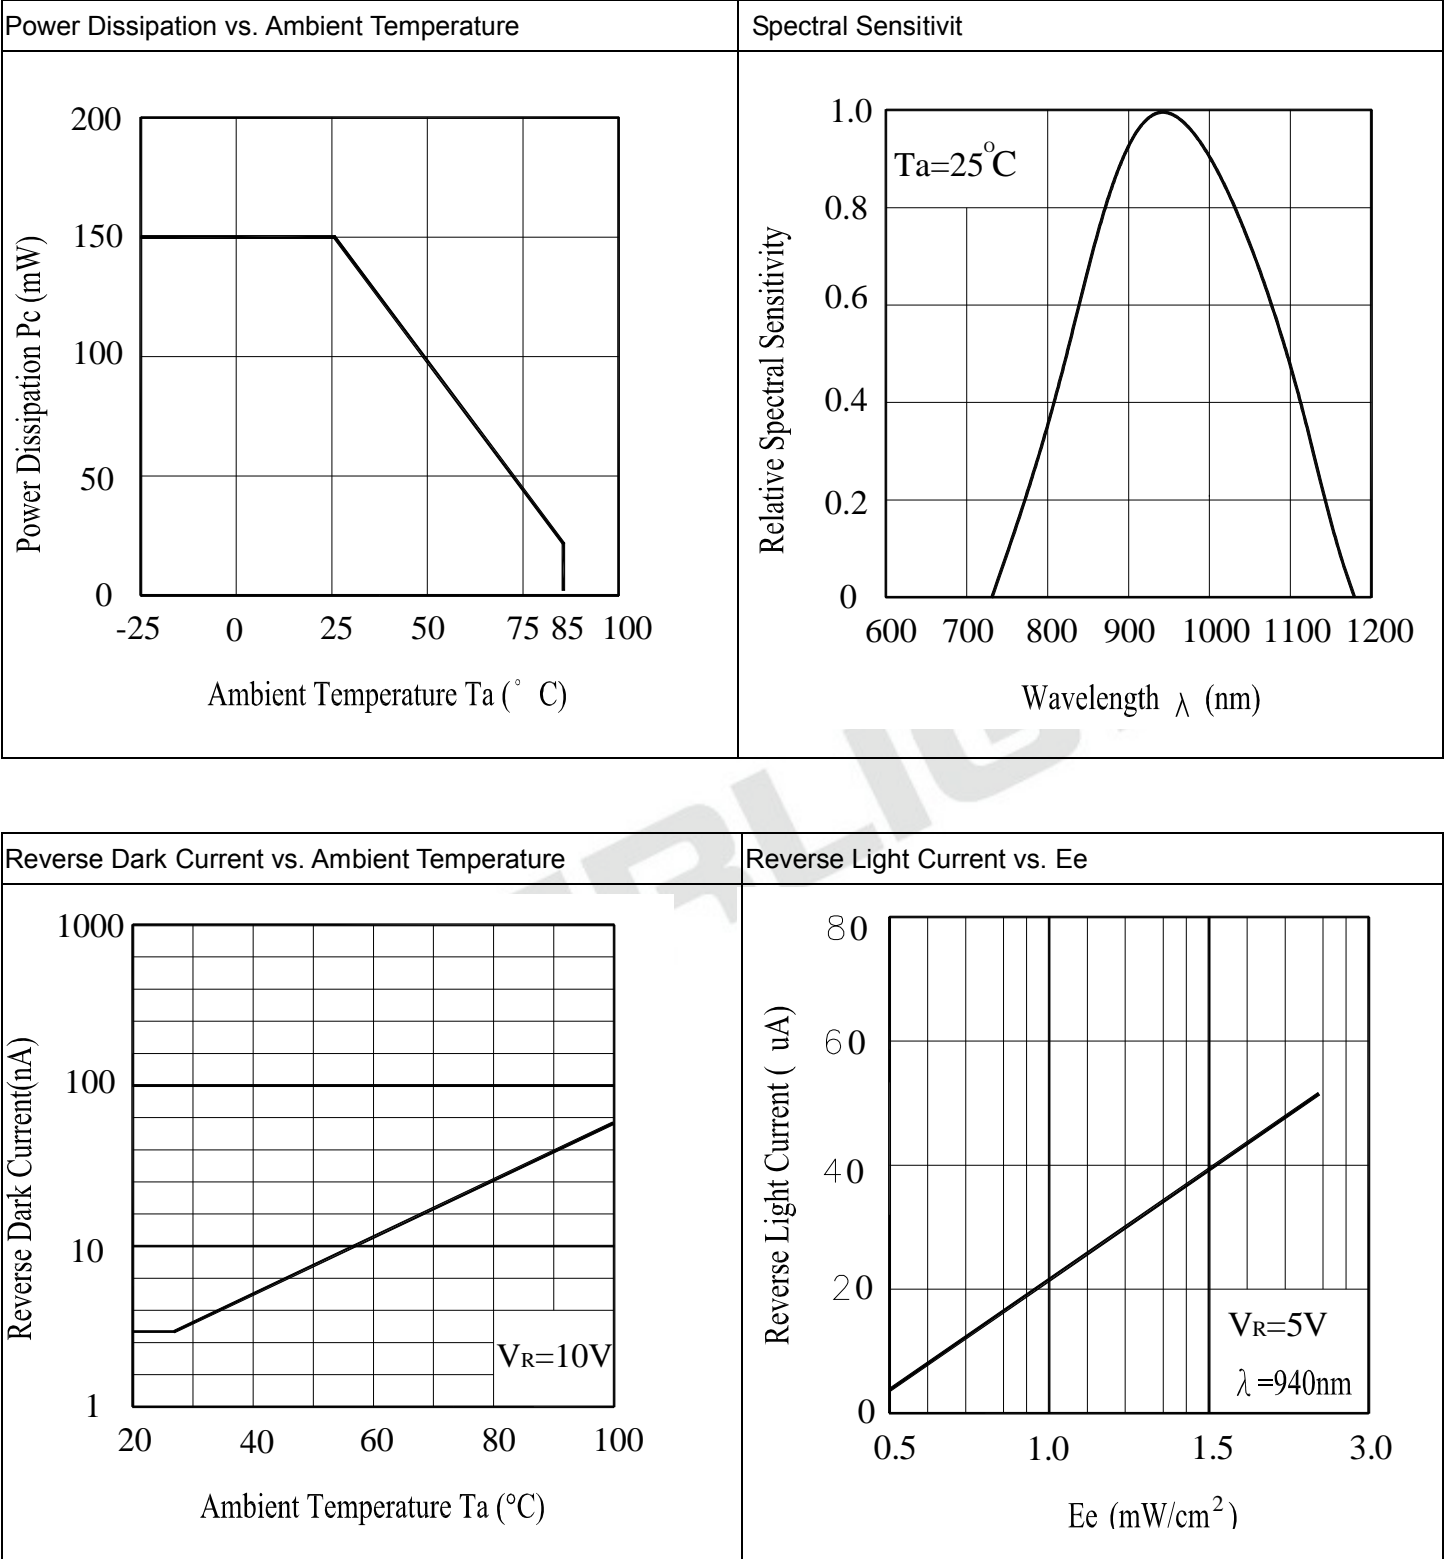 Power Dissipation vs. Ambient Temperature
Spectral Sensitivit
Power Dissipation Pc (mW)
200
150
100
50
0
-25 0 25 50 75 85 100
Ambient Temperature Ta (° C)
Relative Spectral Sensitivity
1.0
0.8
0.6
0.4
0.2
0
Ta=25°C
600 700 800 900 1000 1100 1200
Wavelength λ (nm)
Reverse Dark Current vs. Ambient Temperature
Reverse Light Current vs. Ee
Reverse Dark Current(nA)
1000
100
10
1
VR=10V
20 40 60 80 100
Ambient Temperature Ta (°C)
Reverse Light Current ( uA)
80
60
40
20
0
VR=5V
λ =940nm
0.5 1.0 1.5 3.0
Ee (mW/cm²)